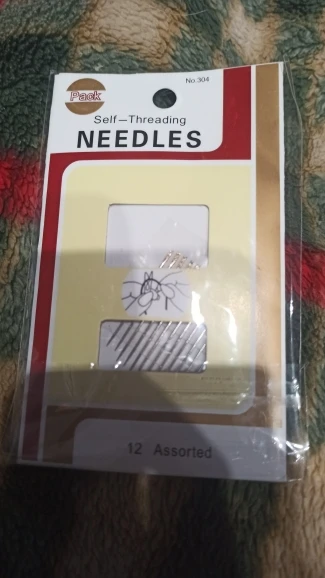 Pack
No.304
Self-Threading
NEEDLES
12 Assorted